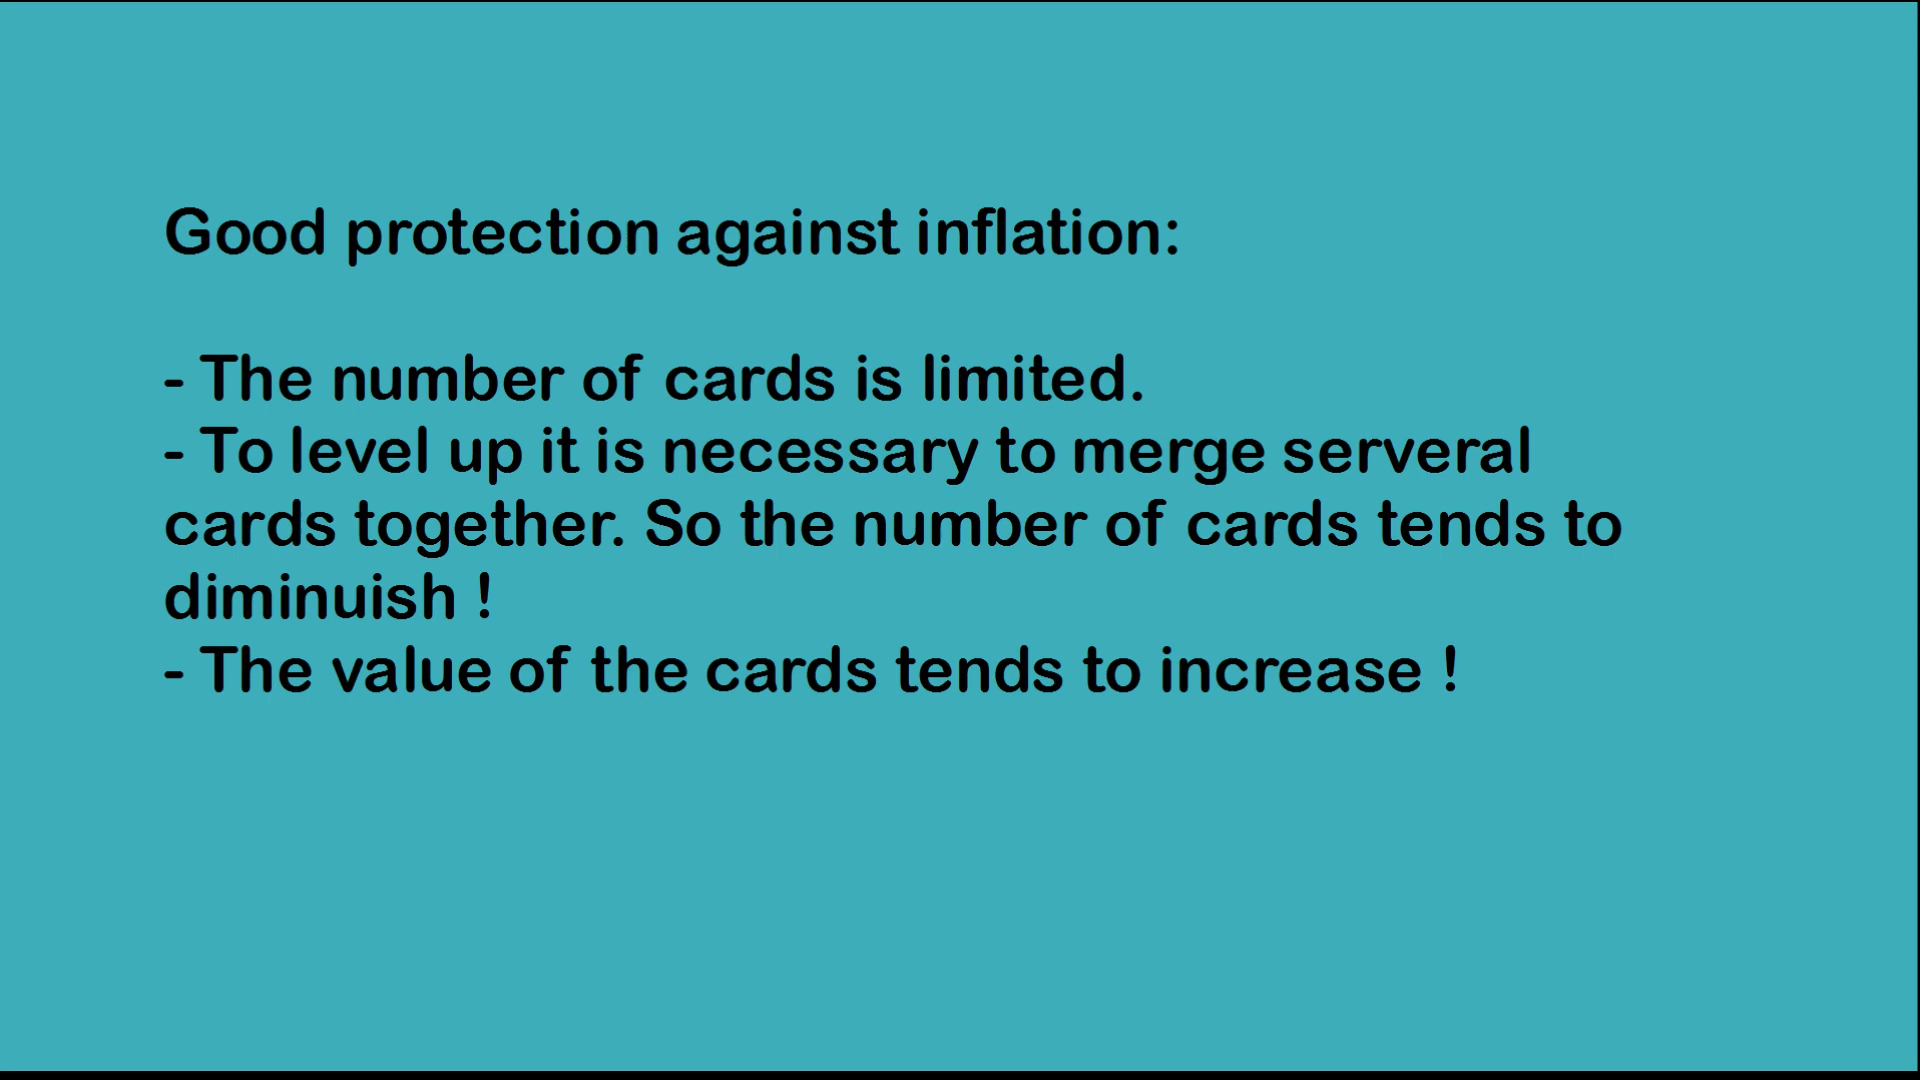 Good protection against inflation:
- The number of cards is limited.
- To level up it is necessary to merge serveral
cards together. So the number of cards tends to
diminuish !
- The value of the cards tends to increase !